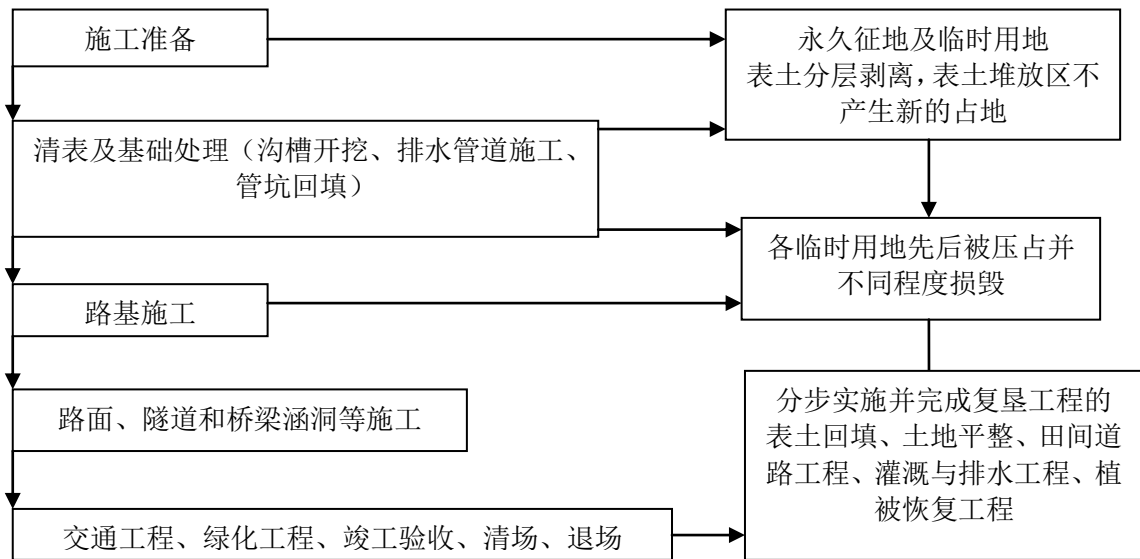 施工准备
永久征地及临时用地
表土分层剥离，表土堆放区不
产生新的占地
清表及基础处理（沟槽开挖、排水管道施工、
管坑回填）
各临时用地先后被压占并
不同程度损毁
路基施工
路面、隧道和桥梁涵洞等施工
分步实施并完成复垦工程的
表土回填、土地平整、田间道
路工程、灌溉与排水工程、植
被恢复工程
交通工程、绿化工程、竣工验收、清场、退场